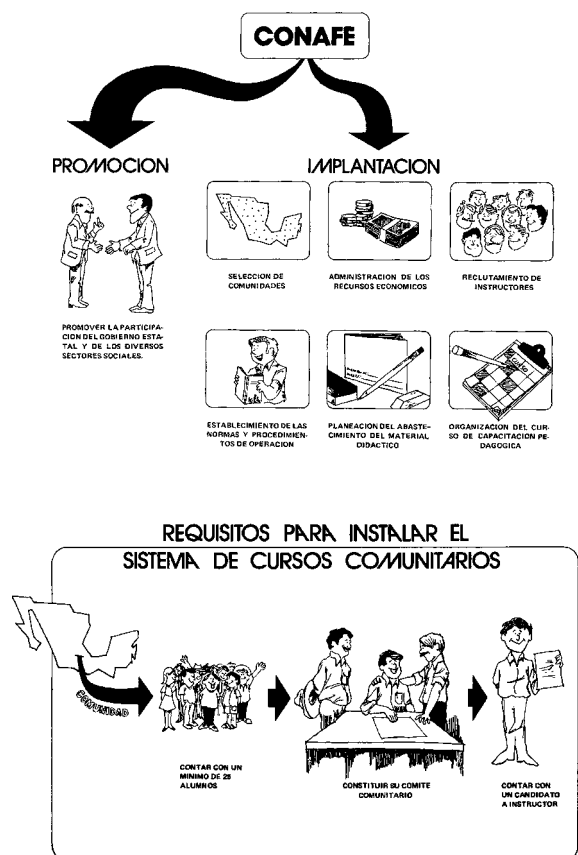 CONAFE
PROMOCION
IMPLANTACION
PROMOVER LA PARTICIPA-
CION DEL GOBIERNO ESTA-
TAL Y DE LOS DIVERSOS
SECTORES SOCIALES.
SELECCION DE
COMUNIDADES
ADMINISTRACION DE LOS
RECURSOS ECONOMICOS
RECLUTAMIENTO DE
INSTRUCTORES
ESTABLECIMIENTO DE LAS
NORMAS Y PROCEDIMIEN-
TOS DE OPERACION
PLANEACION DEL ABASTE-
CIMIENTO DEL MATERIAL
DIDACTICO
ORGANIZACION DEL CUR-
SO DE CAPACITACION PE-
DAGOGICA
REQUISITOS PARA INSTALAR EL
SISTEMA DE CURSOS COMUNITARIOS
COMUNIDAD
CONTAR CON UN
MINIMO DE 25
ALUMNOS
CONSTITUIR SU COMITE
COMUNITARIO
CONTAR CON
UN CANDIDATO
A INSTRUCTOR